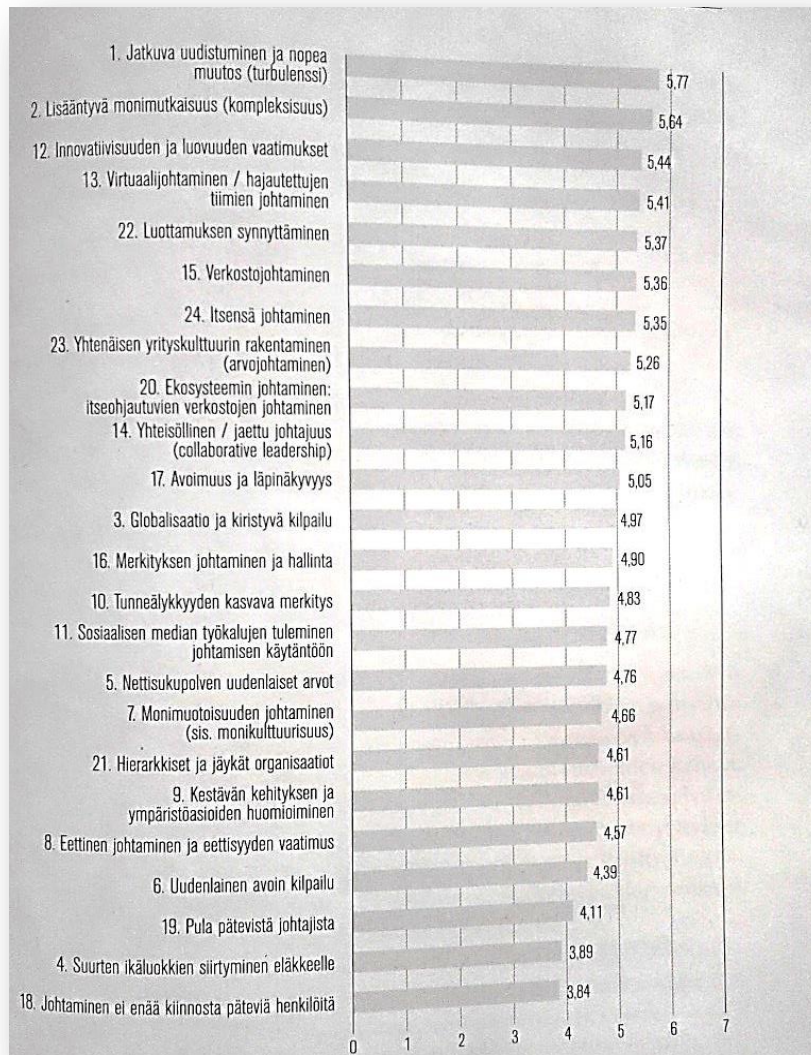 1. Jatkuva uudistuminen ja nopea
muutos (turbulenssi)
5,77
2. Lisääntyvä monimutkaisuus (kompleksisuus)
5,64
12. Innovatiivisuuden ja luovuuden vaatimukset
5,44
13. Virtuaalijohtaminen / hajautettujen
tiimien johtaminen
5,41
22. Luottamuksen synnyttäminen
5,37
15. Verkostojohtaminen
5,36
24. Itsensä johtaminen
5,35
23. Yhtenäisen yrityskulttuurin rakentaminen
(arvojohtaminen)
5,26
20. Ekosysteemin johtaminen:
itseohjautuvien verkostojen johtaminen
5,17
14. Yhteisöllinen / jaettu johtajuus
(collaborative leadership)
5,16
17. Avoimuus ja läpinäkyvyys
5,05
3. Globalisaatio ja kiristyvä kilpailu
4,97
16. Merkityksen johtaminen ja hallinta
4,90
10. Tunneälykkyyden kasvava merkitys
4,83
11. Sosiaalisen median työkalujen tuleminen
johtamisen käytäntöön
4,77
5. Nettisukupolven uudenlaiset arvot
4,76
7. Monimuotoisuuden johtaminen
(sis. monikulttuurisuus)
4,66
21. Hierarkkiset ja jäykät organisaatiot
4,61
9. Kestävän kehityksen ja
ympäristöasioiden huomioiminen
4,61
8. Eettinen johtaminen ja eettisyyden vaatimus
4,57
6. Uudenlainen avoin kilpailu
4,39
19. Pula pätevistä johtajista
4,11
4. Suurten ikäluokkien siirtyminen eläkkeelle
3,89
18. Johtaminen ei enää kiinnosta päteviä henkilöitä
3,84
0 1 2 3 4 5 6 7